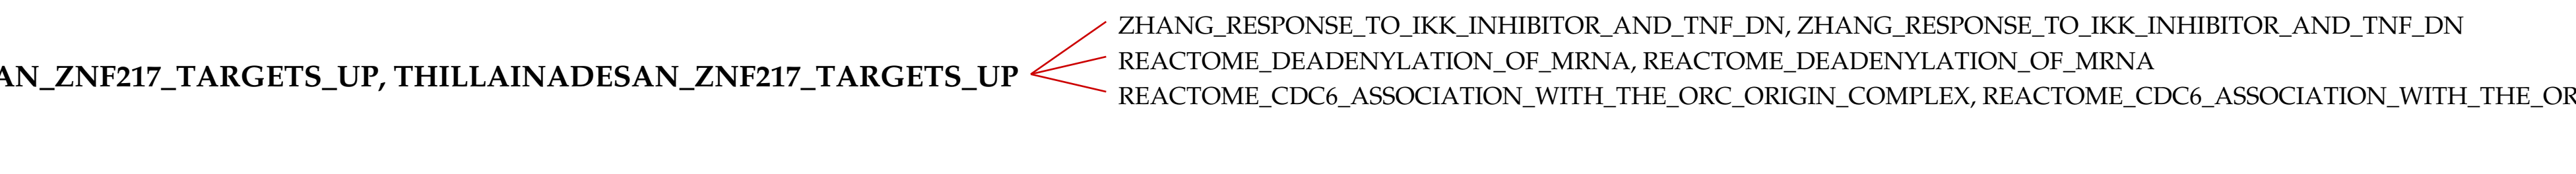 AN_ZNF217_TARGETS_UP, THILLAINADESAN_ZNF217_TARGETS_UP
ZHANG_RESPONSE_TO_IKK_INHIBITOR_AND_TNF_DN, ZHANG_RESPONSE_TO_IKK_INHIBITOR_AND_TNF_DN
REACTOME_DEADENYLATION_OF_MRNA, REACTOME_DEADENYLATION_OF_MRNA
REACTOME_CDC6_ASSOCIATION_WITH_THE_ORC_ORIGIN_COMPLEX, REACTOME_CDC6_ASSOCIATION_WITH_THE_OR